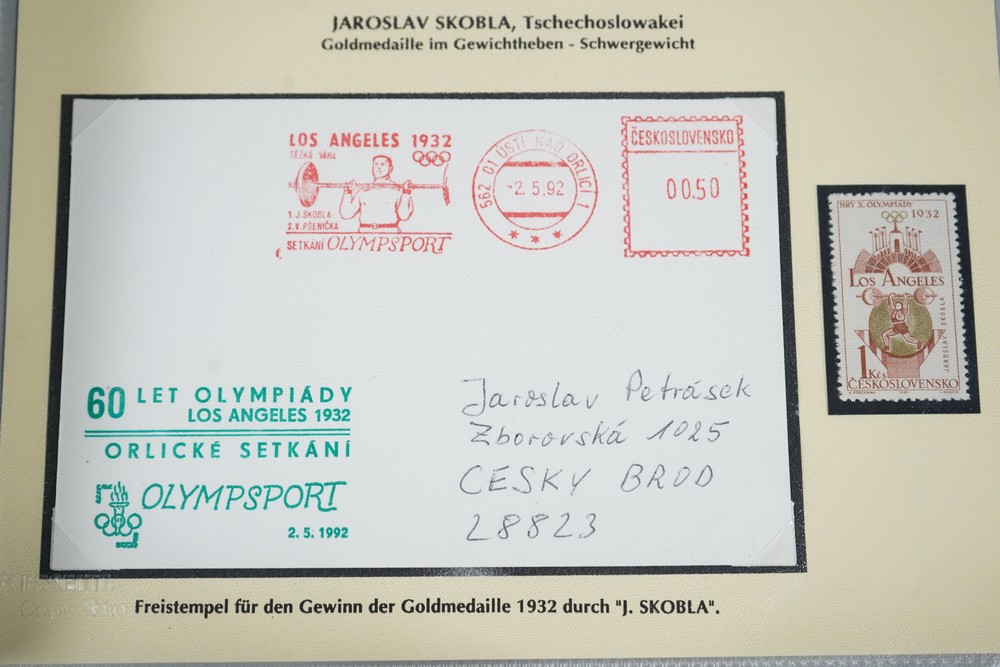 JAROSLAV SKOBLA, Tschechoslowakei
Goldmedaille im Gewichtheben - Schwergewicht
LOS ANGELES 1932
TĚŽKÁ VÁHA
1. J. SKOBLA
2. V. PŠENIČKA
SETKÁNÍ OLYMPSPORT
562 01 ÚSTÍ NAD ORLICÍ 1
-2.5.92
ČESKOSLOVENSKO
00.50
HRY X. OLYMPIÁDY
1932
LOS ANGELES
JAROSLAV SKOBLA
1 Kčs
ČESKOSLOVENSKO
60 LET OLYMPIÁDY
LOS ANGELES 1932
ORLICKÉ SETKÁNÍ
OLYMPSPORT
2. 5. 1992
Jaroslav Petrásek
Zborovská 1025
CESKY BROD
28823
Freistempel für den Gewinn der Goldmedaille 1932 durch "J. SKOBLA".